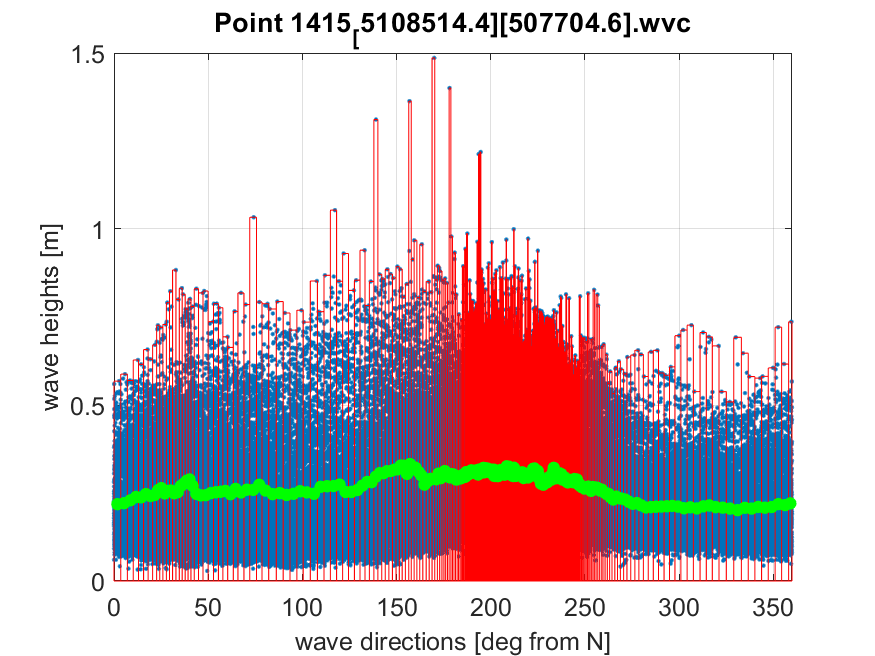 Point 1415[5108514.4][507704.6].wvc
1.5
1
0.5
0
wave heights [m]
0 50 100 150 200 250 300 350
wave directions [deg from N]